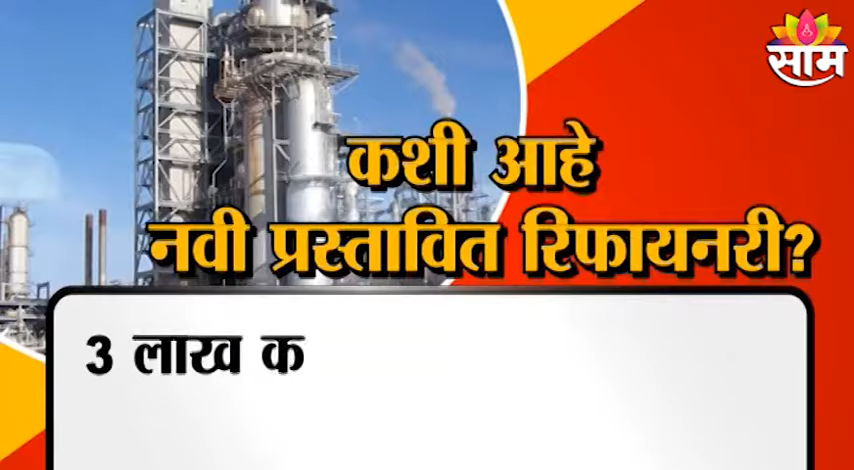 साम
कशी आहे
नवी प्रस्तावित रिफायनरी?
3 लाख क